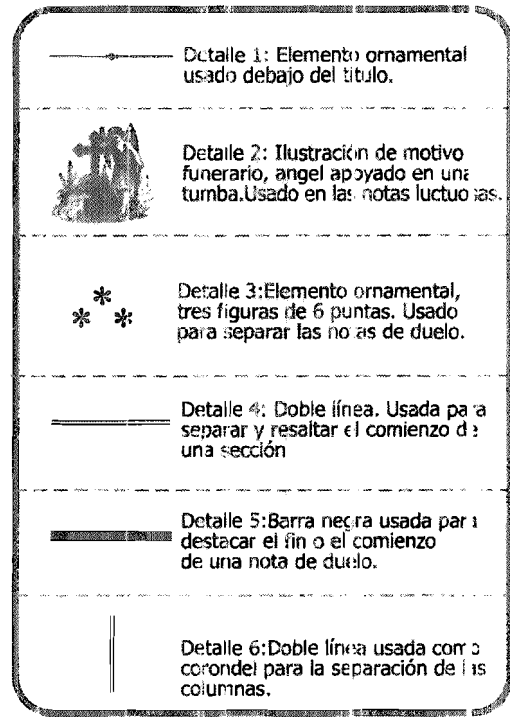 Detalle 1: Elemento ornamental
usado debajo del titulo.
Detalle 2: Ilustración de motivo
funerario, angel apoyado en una
tumba.Usado en las notas luctuosas.
Detalle 3:Elemento ornamental,
tres figuras de 6 puntas. Usado
para separar las notas de duelo.
Detalle 4: Doble línea. Usada para
separar y resaltar el comienzo de
una sección
Detalle 5:Barra negra usada para
destacar el fin o el comienzo
de una nota de duelo.
Detalle 6:Doble línea usada como
corondel para la separación de las
columnas.